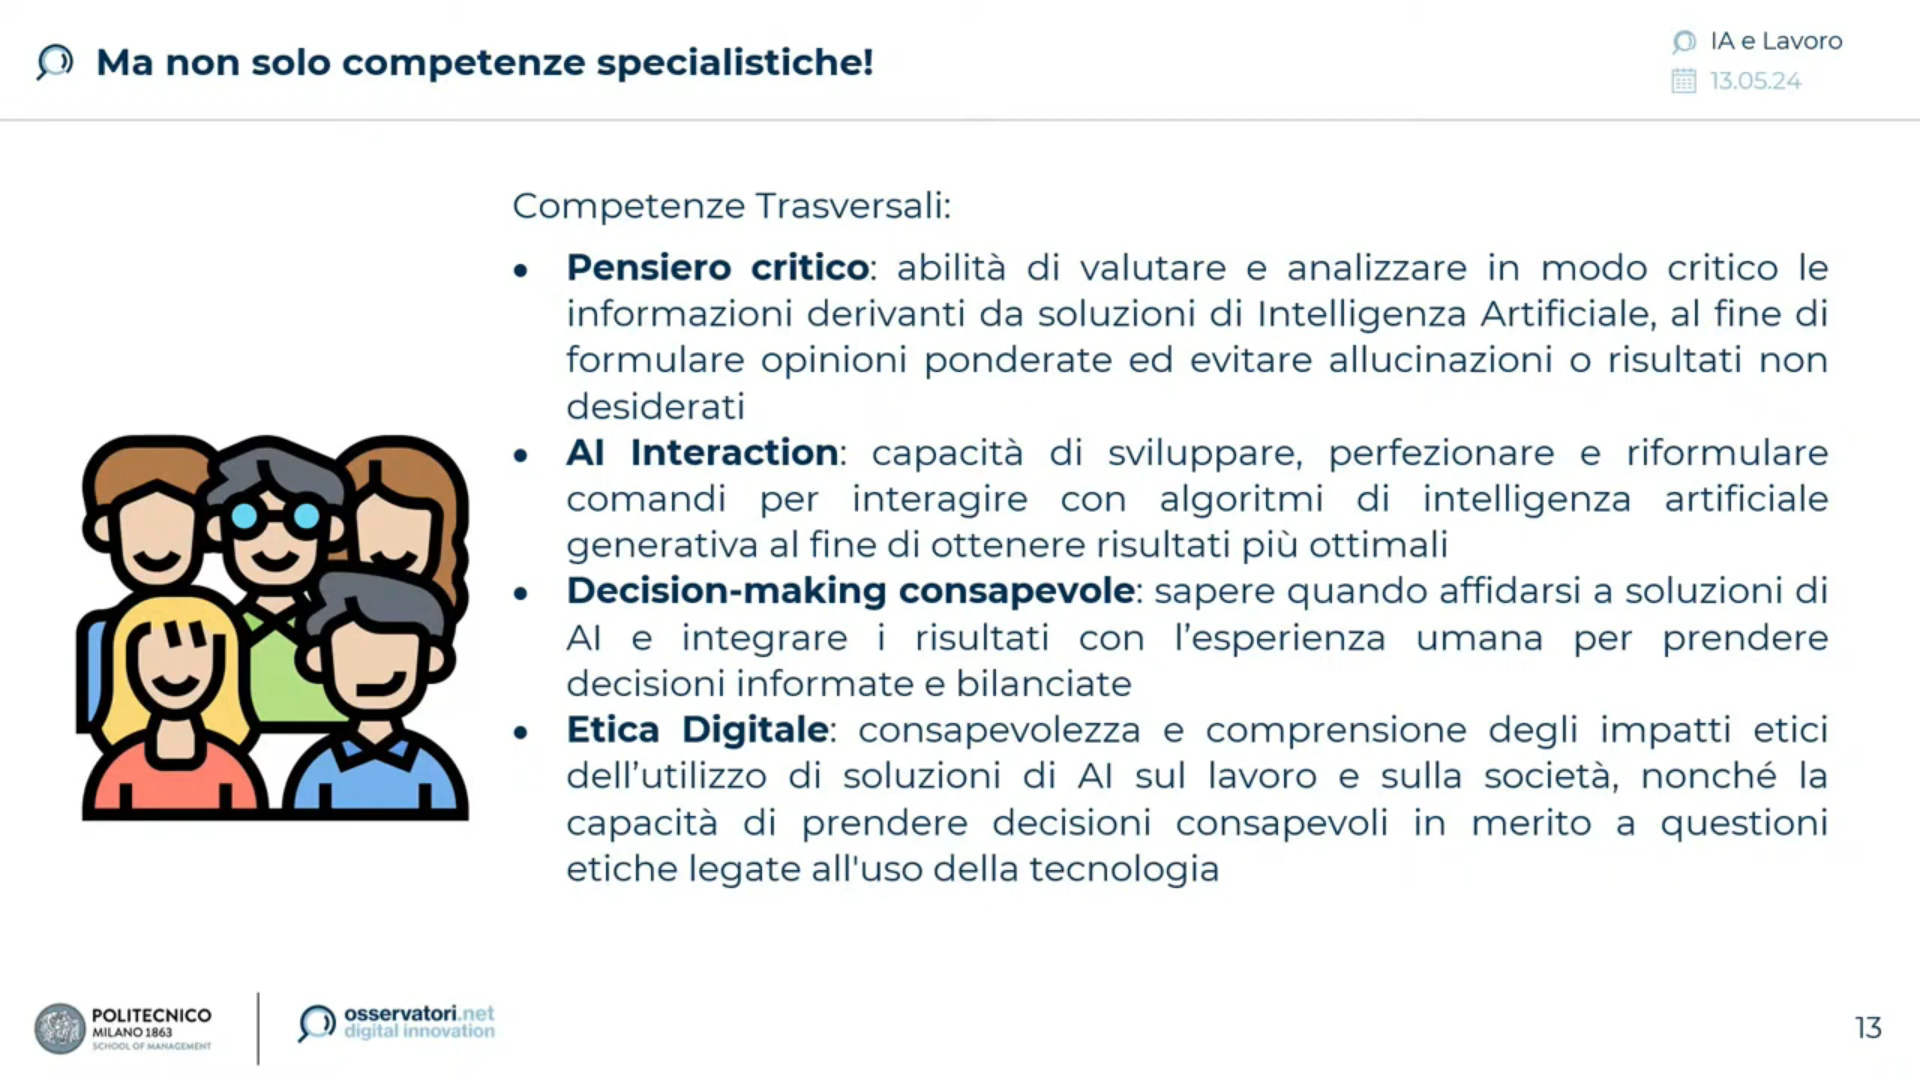 Ma non solo competenze specialistiche!
IA e Lavoro
13.05.24
Competenze Trasversali:
• Pensiero critico: abilità di valutare e analizzare in modo critico le
informazioni derivanti da soluzioni di Intelligenza Artificiale, al fine di
formulare opinioni ponderate ed evitare allucinazioni o risultati non
desiderati
• AI Interaction: capacità di sviluppare, perfezionare e riformulare
comandi per interagire con algoritmi di intelligenza artificiale
generativa al fine di ottenere risultati più ottimali
• Decision-making consapevole: sapere quando affidarsi a soluzioni di
AI e integrare i risultati con l’esperienza umana per prendere
decisioni informate e bilanciate
• Etica Digitale: consapevolezza e comprensione degli impatti etici
dell’utilizzo di soluzioni di AI sul lavoro e sulla società, nonché la
capacità di prendere decisioni consapevoli in merito a questioni
etiche legate all'uso della tecnologia
POLITECNICO
MILANO 1863
SCHOOL OF MANAGEMENT
osservatori.net
digital innovation
13